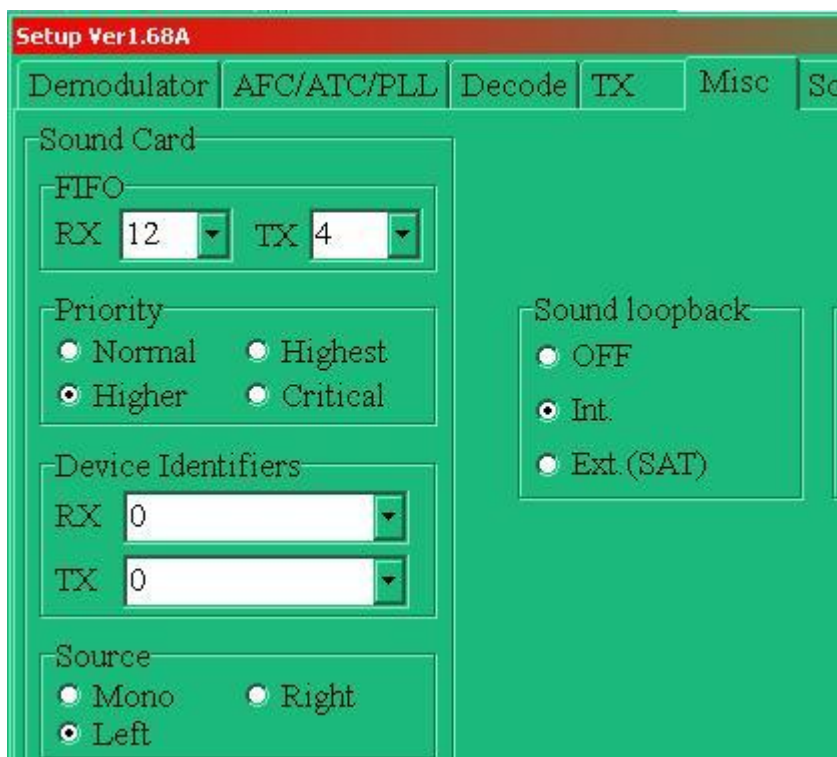 Setup Ver1.68A
Demodulator AFC/ATC/PLL Decode TX Misc So
Sound Card
FIFO
RX 12 TX 4
Priority
Normal Highest
Higher Critical
Device Identifiers
RX 0
TX 0
Source
Mono Right
Left
Sound loopback
OFF
Int.
Ext.(SAT)